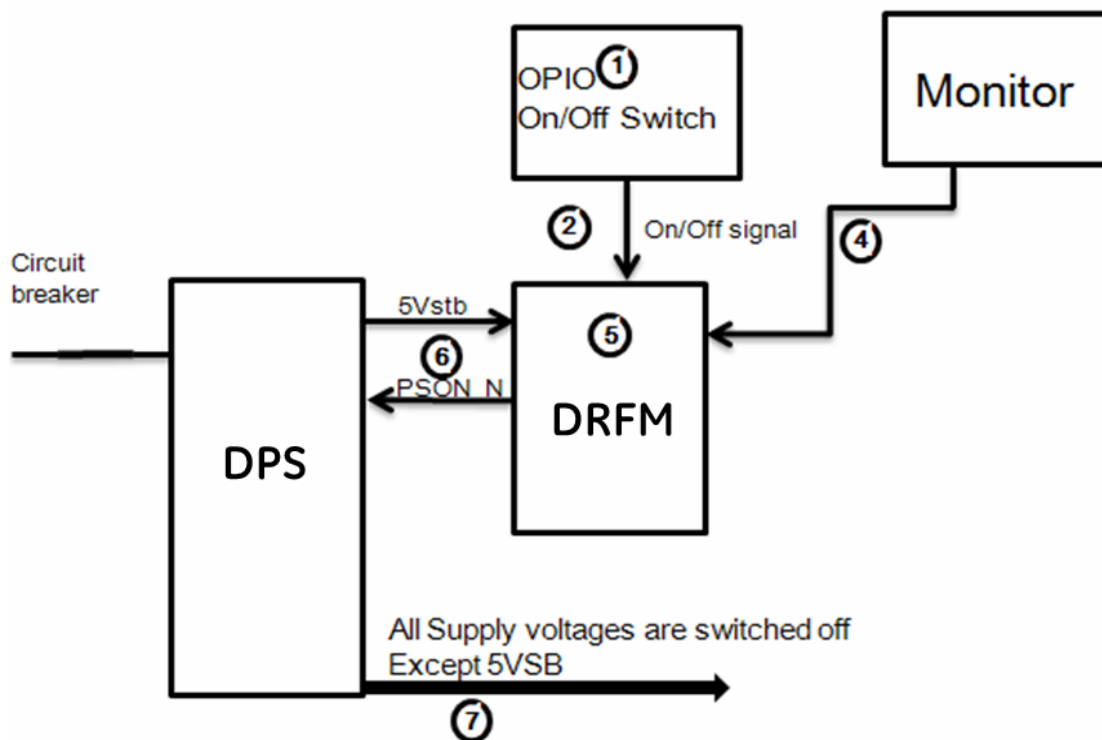 OPIO 1
On/Off Switch
Monitor
2
On/Off signal
4
Circuit
breaker
5Vstb
5
6
PSON_N
DRFM
DPS
All Supply voltages are switched off
Except 5VSB
7